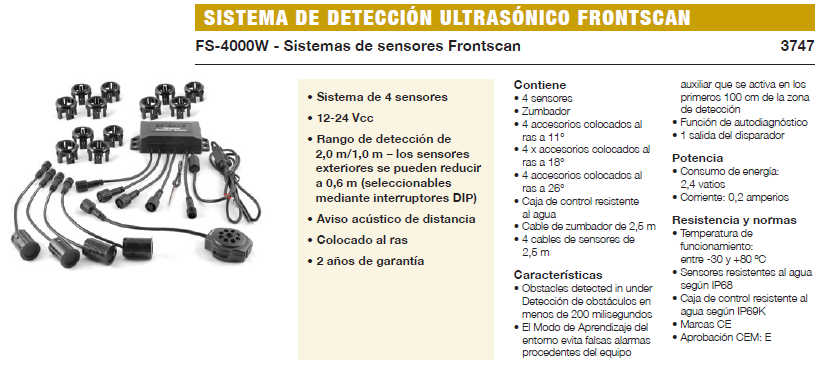 SISTEMA DE DETECCIÓN ULTRASÓNICO FRONTSCAN
FS-4000W - Sistemas de sensores Frontscan 3747
• Sistema de 4 sensores
• 12-24 Vcc
• Rango de detección de
2,0 m/1,0 m – los sensores
exteriores se pueden reducir
a 0,6 m (seleccionables
mediante interruptores DIP)
• Aviso acústico de distancia
• Colocado al ras
• 2 años de garantía
Contiene
• 4 sensores
• Zumbador
• 4 accesorios colocados al
ras a 11º
• 4 x accesorios colocados al
ras a 18º
• 4 accesorios colocados al
ras a 26º
• Caja de control resistente
al agua
• Cable de zumbador de 2,5 m
• 4 cables de sensores de
2,5 m
Características
• Obstacles detected in under
Detección de obstáculos en
menos de 200 milisegundos
• El Modo de Aprendizaje del
entorno evita falsas alarmas
procedentes del equipo
auxiliar que se activa en los
primeros 100 cm de la zona
de detección
• Función de autodiagnóstico
• 1 salida del disparador
Potencia
• Consumo de energía:
2,4 vatios
• Corriente: 0,2 amperios
Resistencia y normas
• Temperatura de
funcionamiento:
entre -30 y +80 ºC
• Sensores resistentes al agua
según IP68
• Caja de control resistente al
agua según IP69K
• Marcas CE
• Aprobación CEM: E